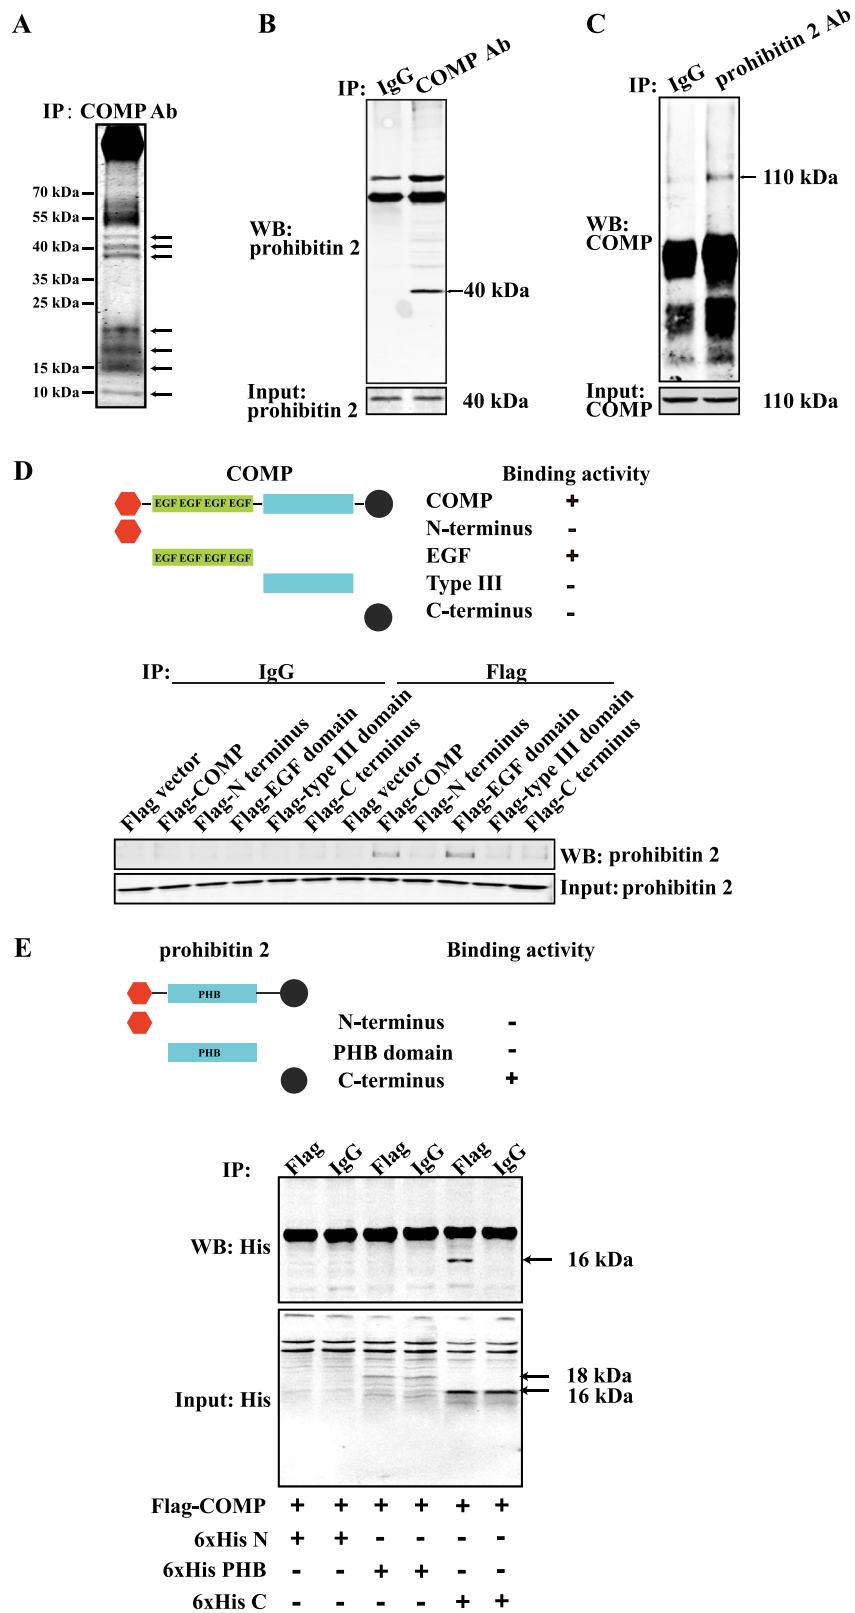 A
IP: COMP Ab
70 kDa
55 kDa
40 kDa
35 kDa
25 kDa
15 kDa
10 kDa
B
IP: IgG COMP Ab
WB:
prohibitin 2
40 kDa
Input:
prohibitin 2
40 kDa
C
IP: IgG prohibitin 2 Ab
110 kDa
WB:
COMP
Input:
COMP
110 kDa
D
COMP
Binding activity
EGF EGF EGF EGF
COMP +
N-terminus -
EGF EGF EGF EGF
EGF +
Type III -
C-terminus -
IP: IgG Flag
Flag vector
Flag-COMP
Flag-N terminus
Flag-EGF domain
Flag-type III domain
Flag-C terminus
Flag vector
Flag-COMP
Flag-N terminus
Flag-EGF domain
Flag-type III domain
Flag-C terminus
WB: prohibitin 2
Input: prohibitin 2
E
prohibitin 2
Binding activity
PHB
N-terminus -
PHB
PHB domain -
C-terminus +
IP: Flag IgG Flag IgG Flag IgG
WB: His
16 kDa
Input: His
18 kDa
16 kDa
Flag-COMP + + + + + +
6xHis N + + - - - -
6xHis PHB - - + + - -
6xHis C - - - - + +